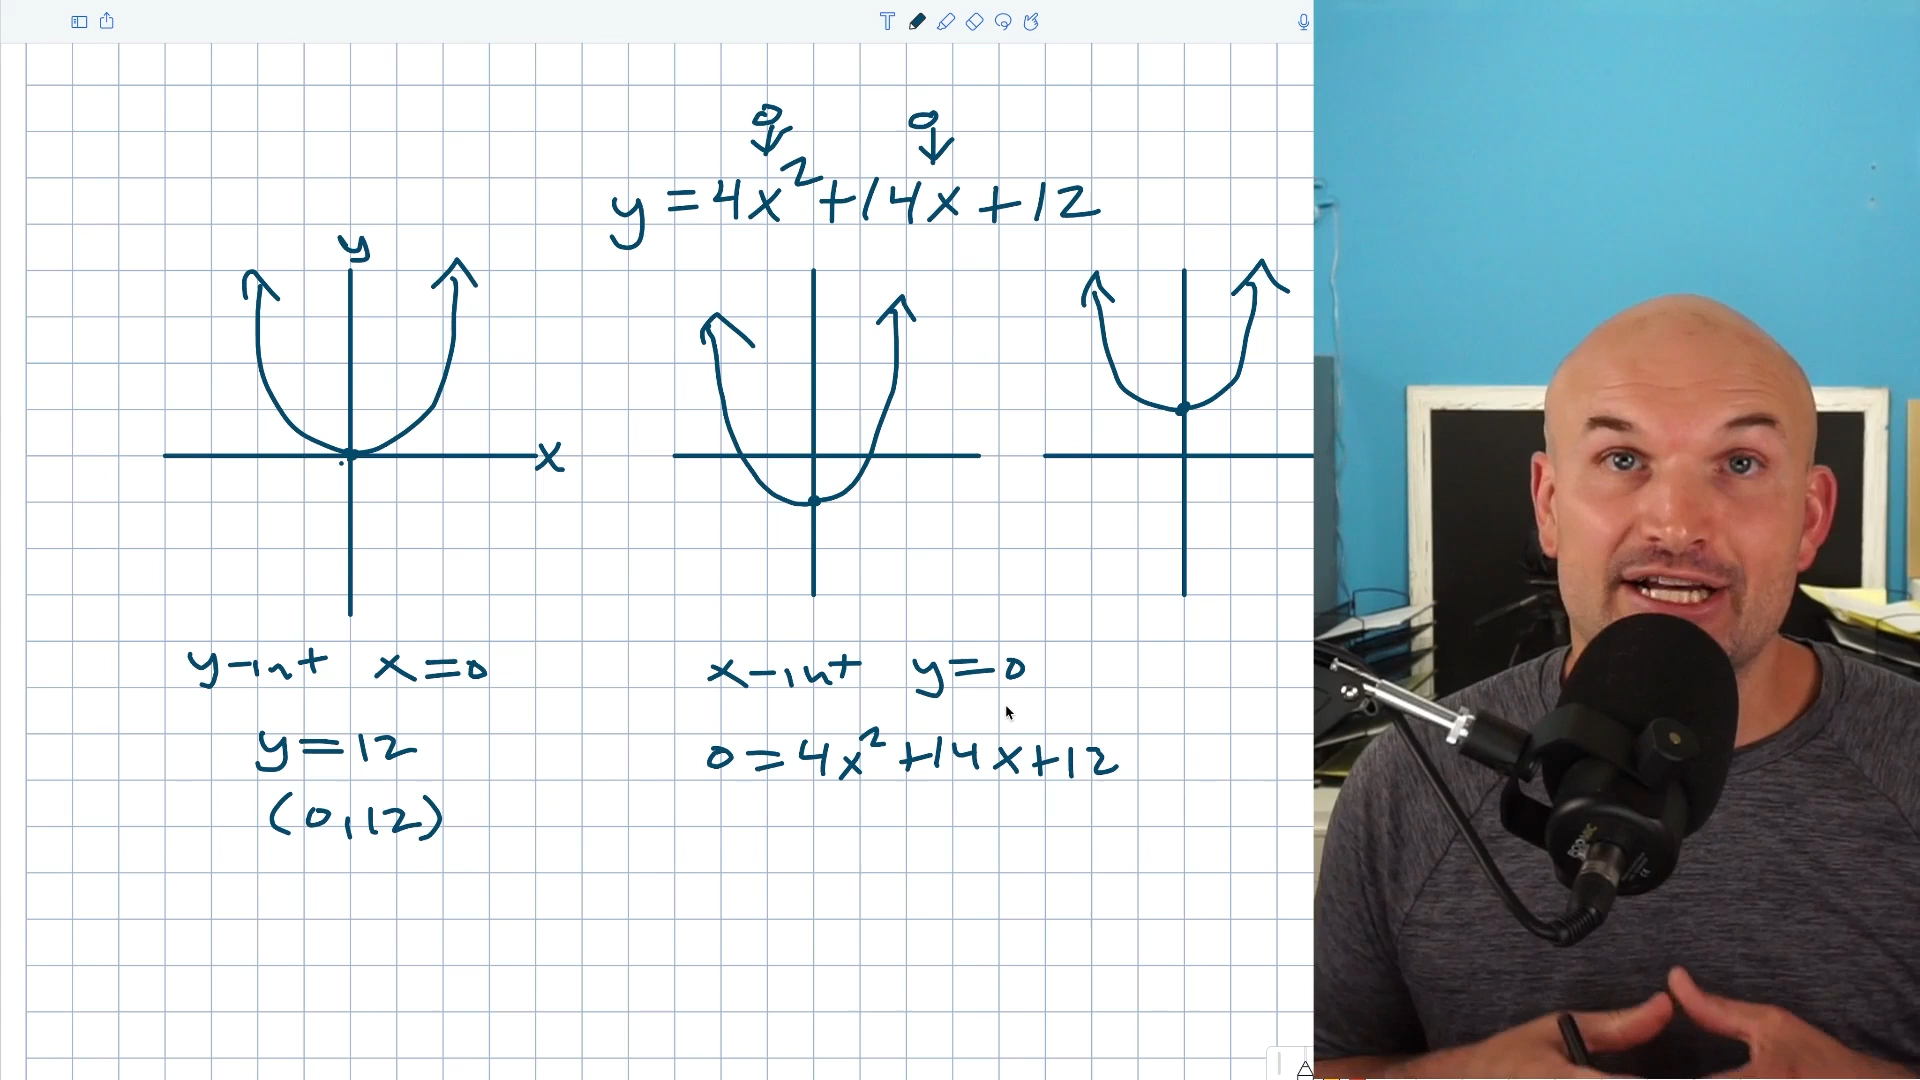 0 0
y = 4x² + 14x + 12
y
x
y-int x = 0
x-int y = 0
y = 12
0 = 4x² + 14x + 12
(0, 12)